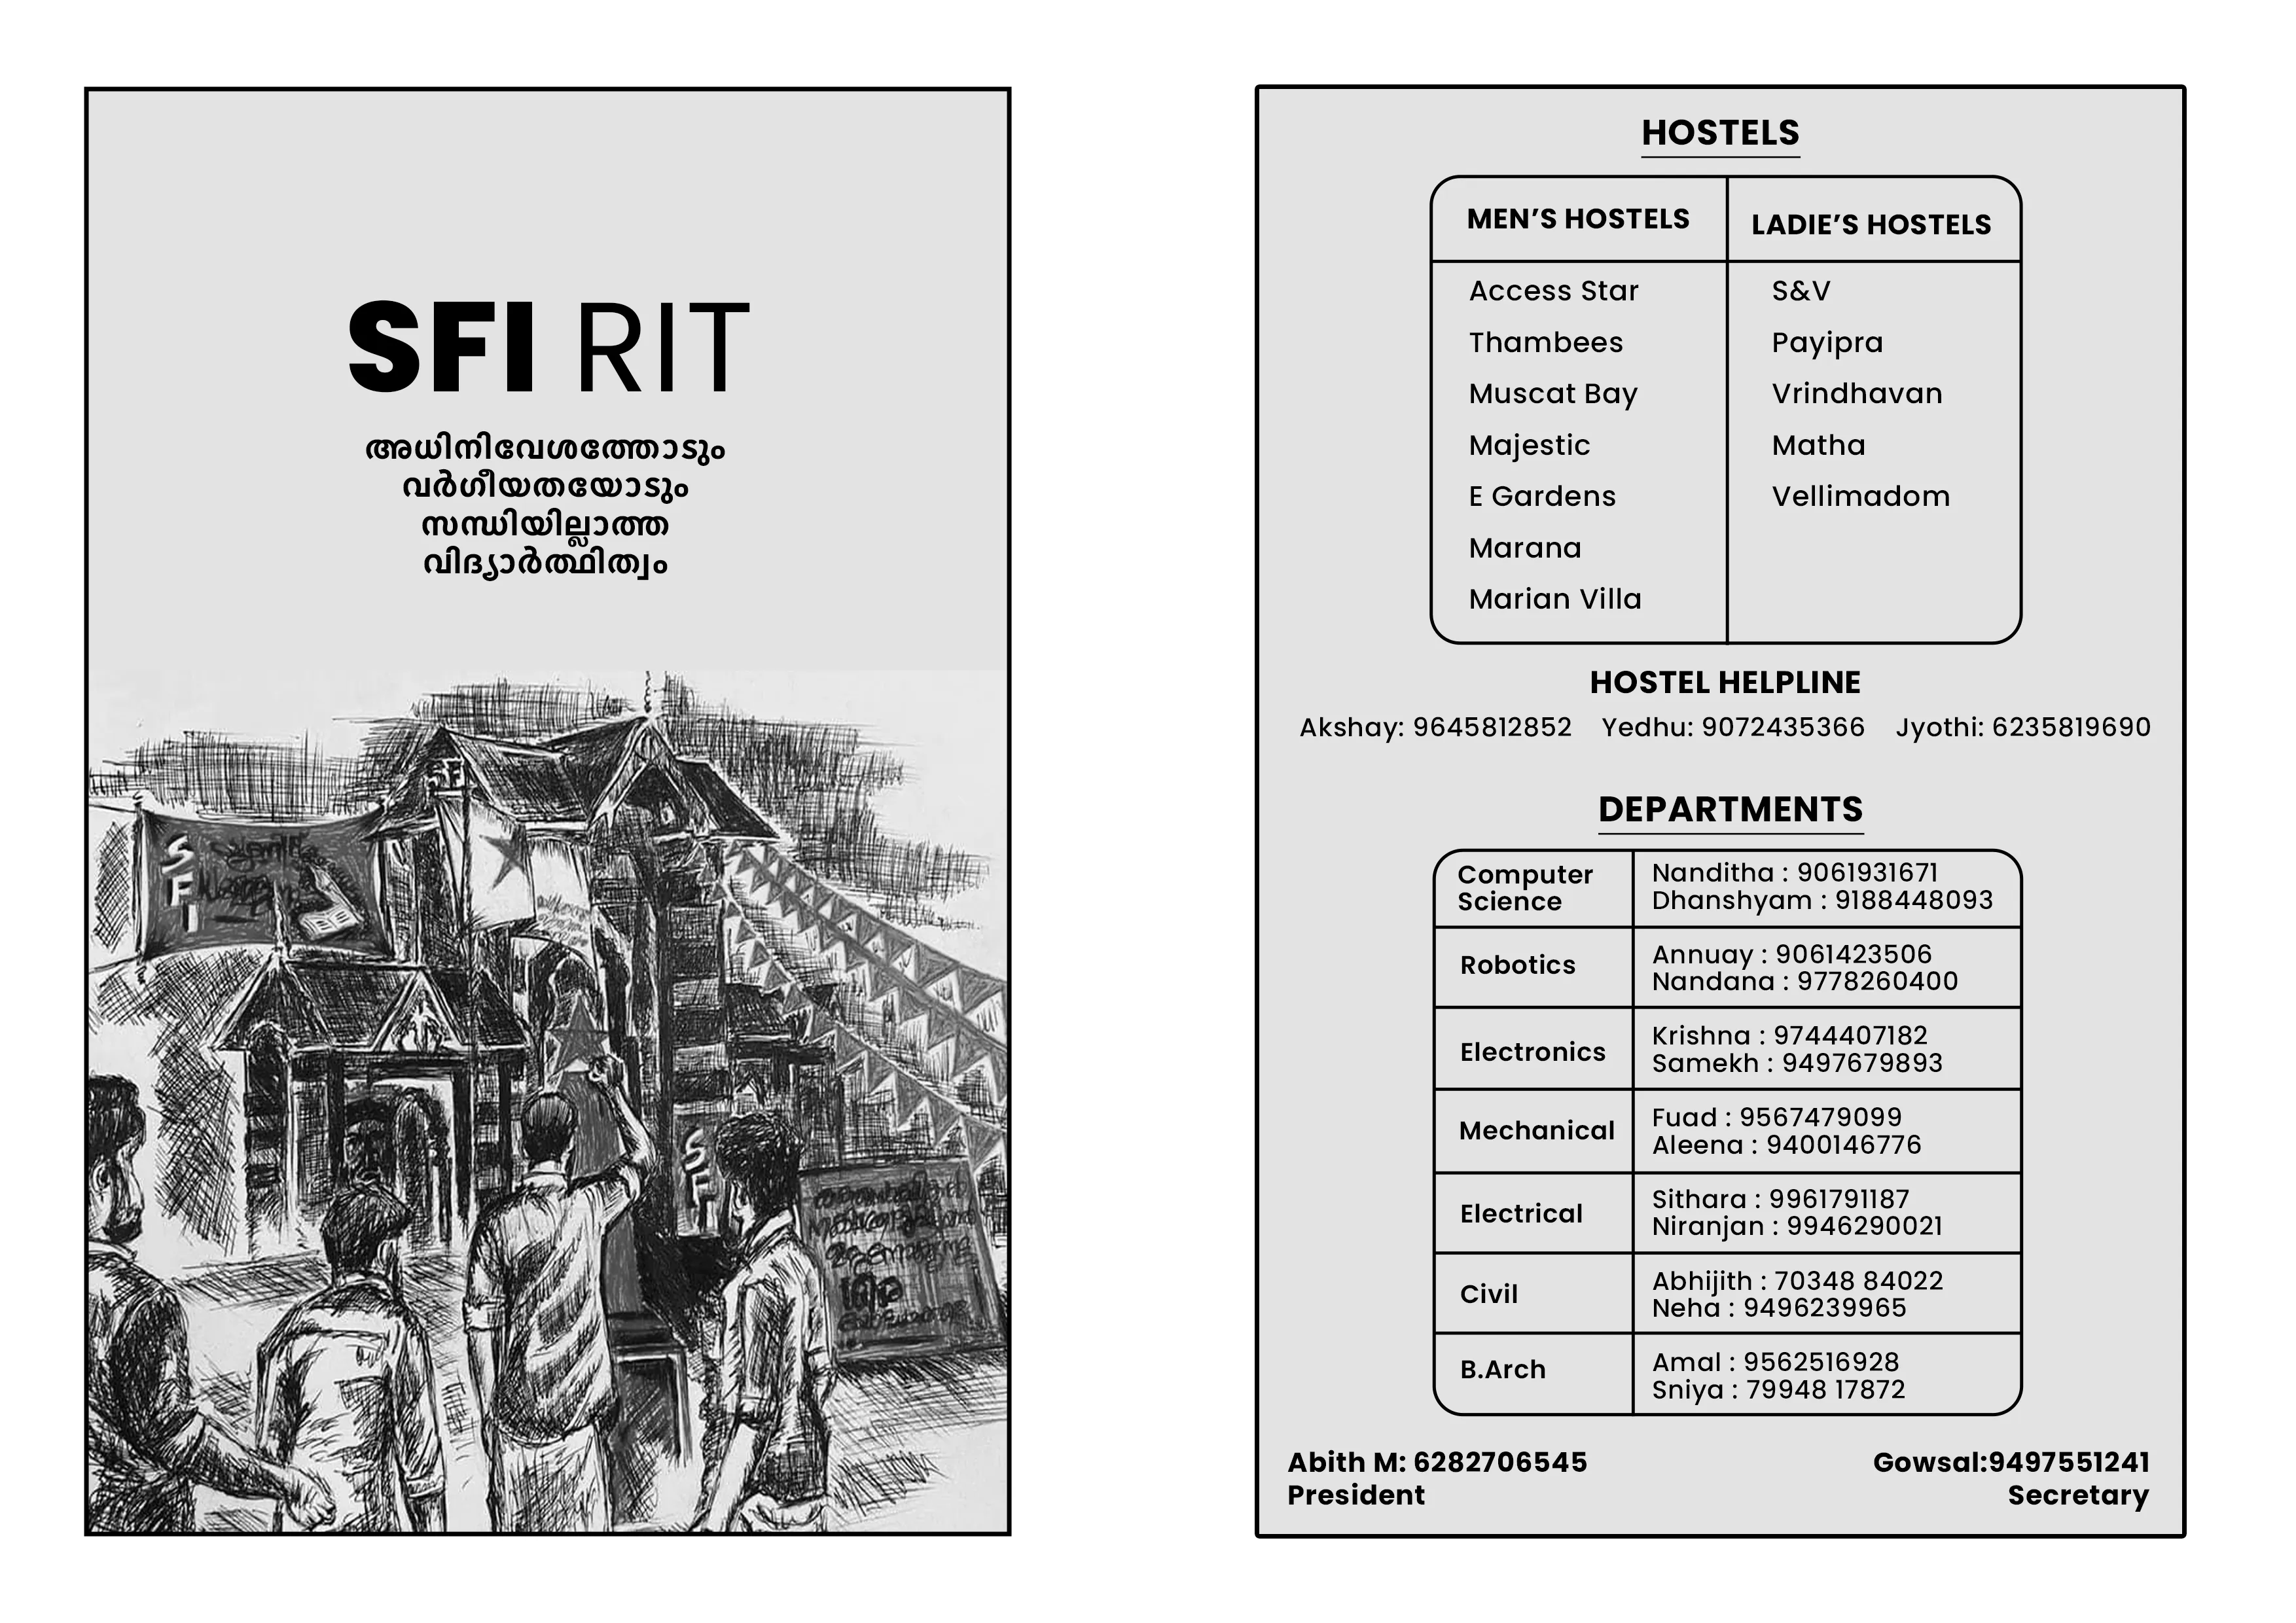 SFI RIT
അധിനിവേശത്തോടും
വർഗീയതയോടും
സന്ധിയില്ലാത്ത
വിദ്യാർത്ഥിത്വം
SFI
SFI
SFI
HOSTELS
MEN’S HOSTELS LADIE’S HOSTELS
Access Star S&V
Thambees Payipra
Muscat Bay Vrindhavan
Majestic Matha
E Gardens Vellimadom
Marana
Marian Villa
HOSTEL HELPLINE
Akshay: 9645812852 Yedhu: 9072435366 Jyothi: 6235819690
DEPARTMENTS
Computer Science
Nanditha : 9061931671
Dhanshyam : 9188448093
Robotics
Annuay : 9061423506
Nandana : 9778260400
Electronics
Krishna : 9744407182
Samekh : 9497679893
Mechanical
Fuad : 9567479099
Aleena : 9400146776
Electrical
Sithara : 9961791187
Niranjan : 9946290021
Civil
Abhijith : 70348 84022
Neha : 9496239965
B.Arch
Amal : 9562516928
Sniya : 79948 17872
Abith M: 6282706545
President
Gowsal:9497551241
Secretary